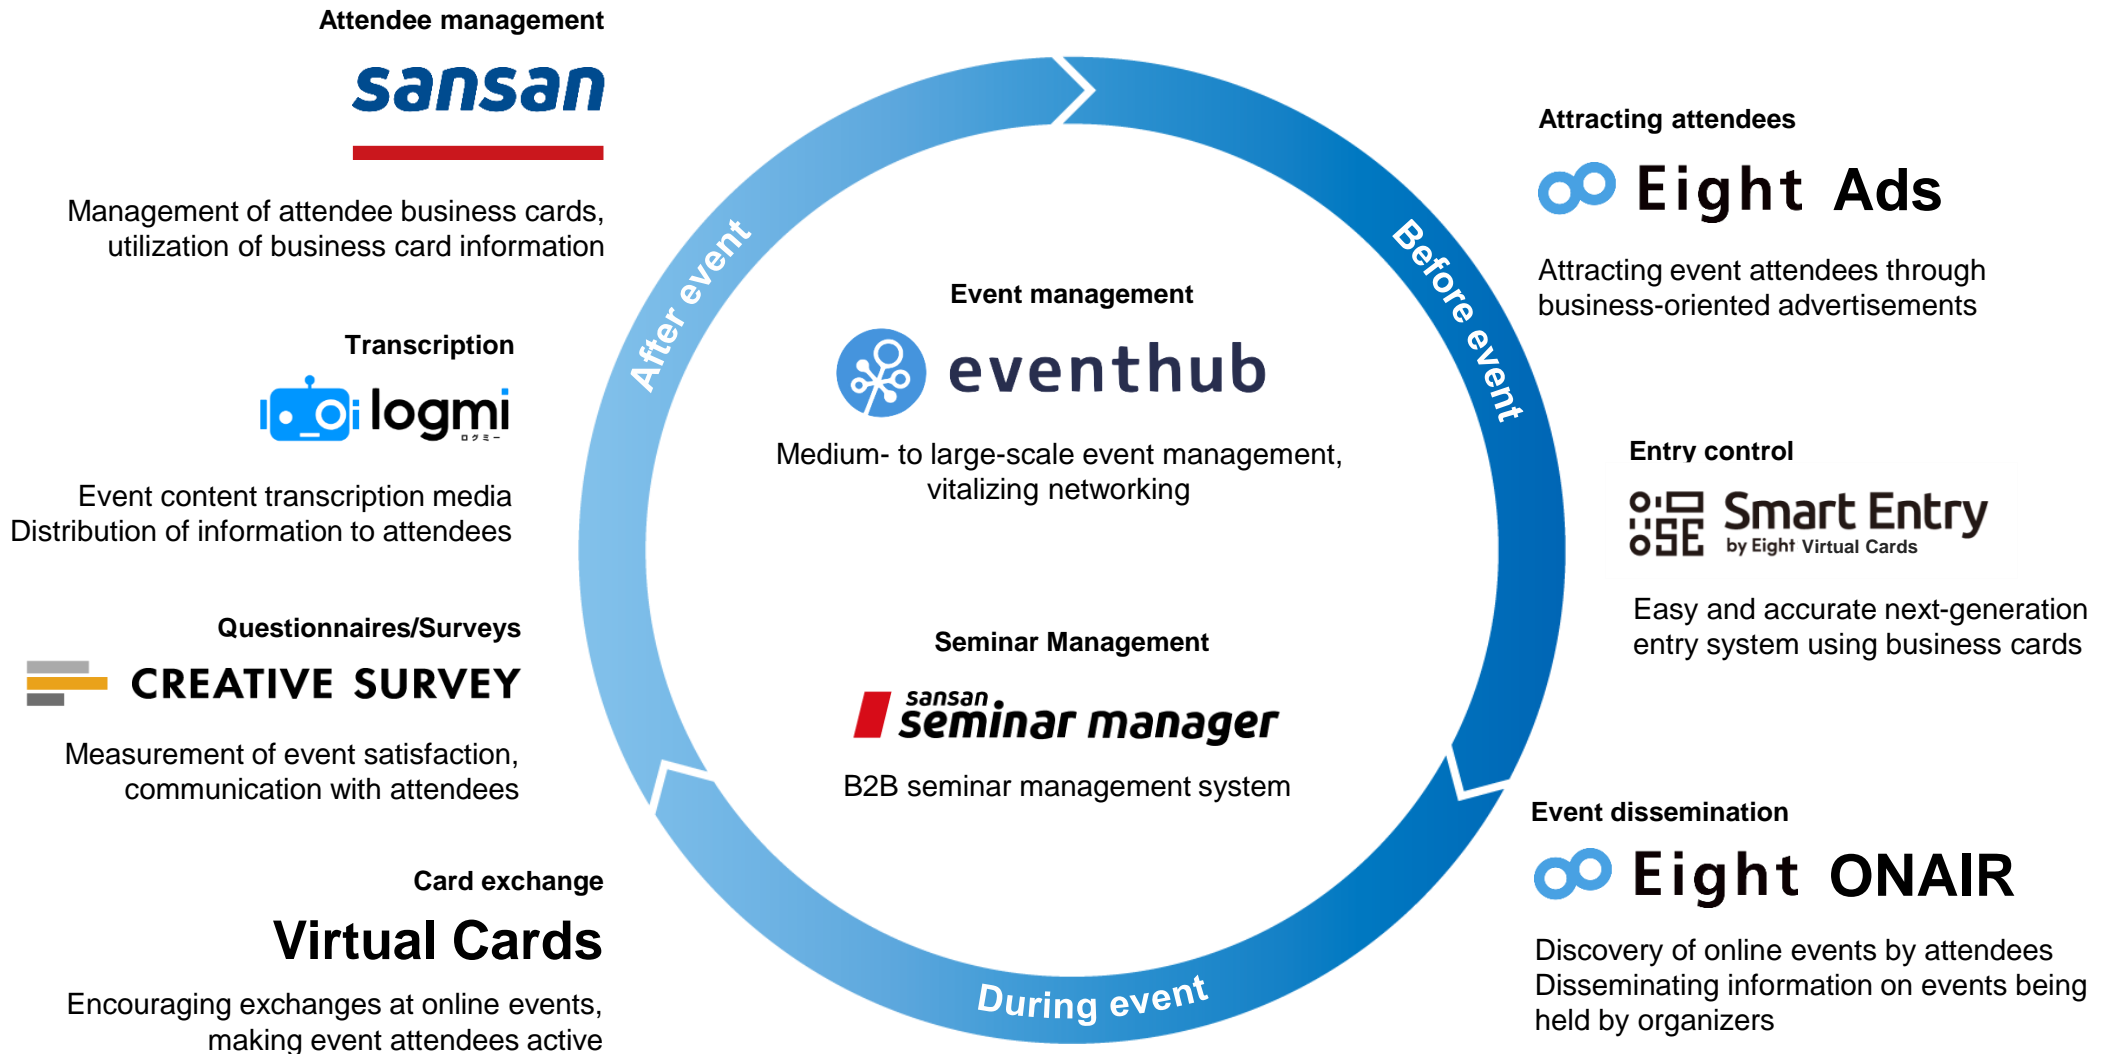 Attendee management
sansan
Management of attendee business cards,
utilization of business card information
Transcription
logmi
ログミー
Event content transcription media
Distribution of information to attendees
Questionnaires/Surveys
CREATIVE SURVEY
Measurement of event satisfaction,
communication with attendees
Card exchange
Virtual Cards
Encouraging exchanges at online events,
making event attendees active
After event
Before event
During event
Event management
eventhub
Medium- to large-scale event management,
vitalizing networking
Seminar Management
sansan
seminar manager
B2B seminar management system
Attracting attendees
Eight Ads
Attracting event attendees through
business-oriented advertisements
Entry control
SE
Smart Entry
by Eight Virtual Cards
Easy and accurate next-generation
entry system using business cards
Event dissemination
Eight ONAIR
Discovery of online events by attendees
Disseminating information on events being
held by organizers